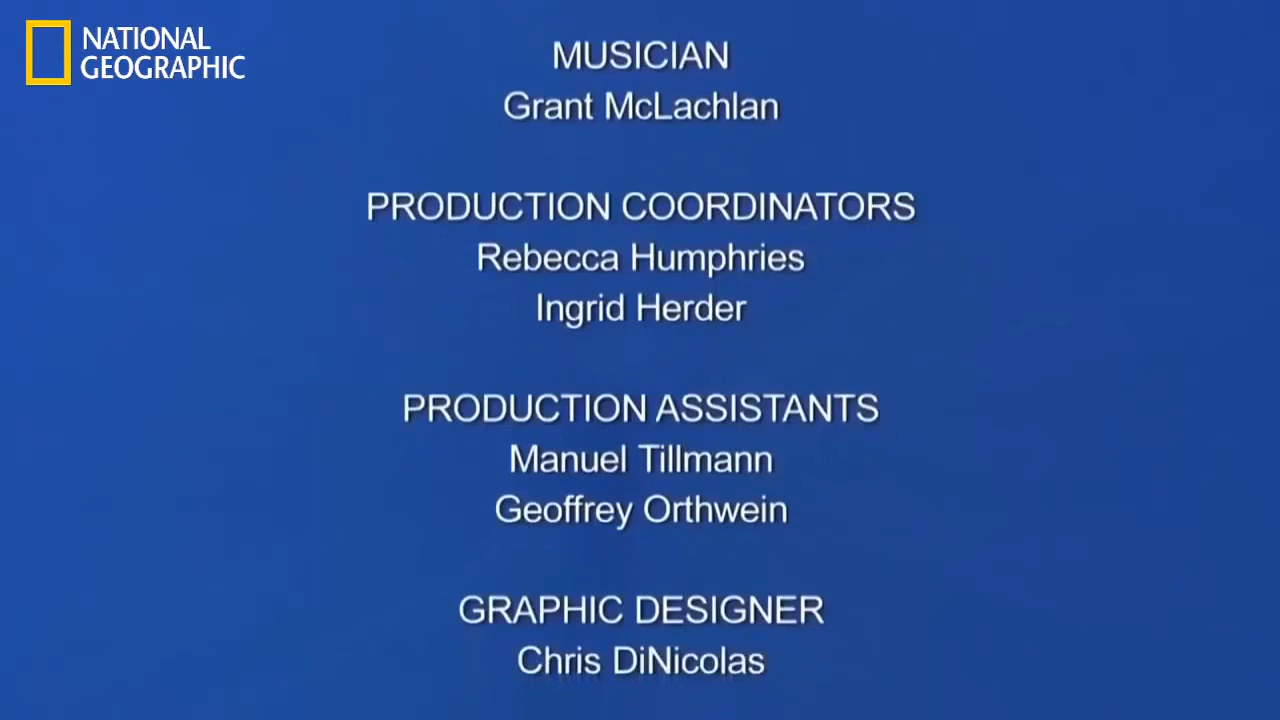 NATIONAL
GEOGRAPHIC
MUSICIAN
Grant McLachlan
PRODUCTION COORDINATORS
Rebecca Humphries
Ingrid Herder
PRODUCTION ASSISTANTS
Manuel Tillmann
Geoffrey Orthwein
GRAPHIC DESIGNER
Chris DiNicolas